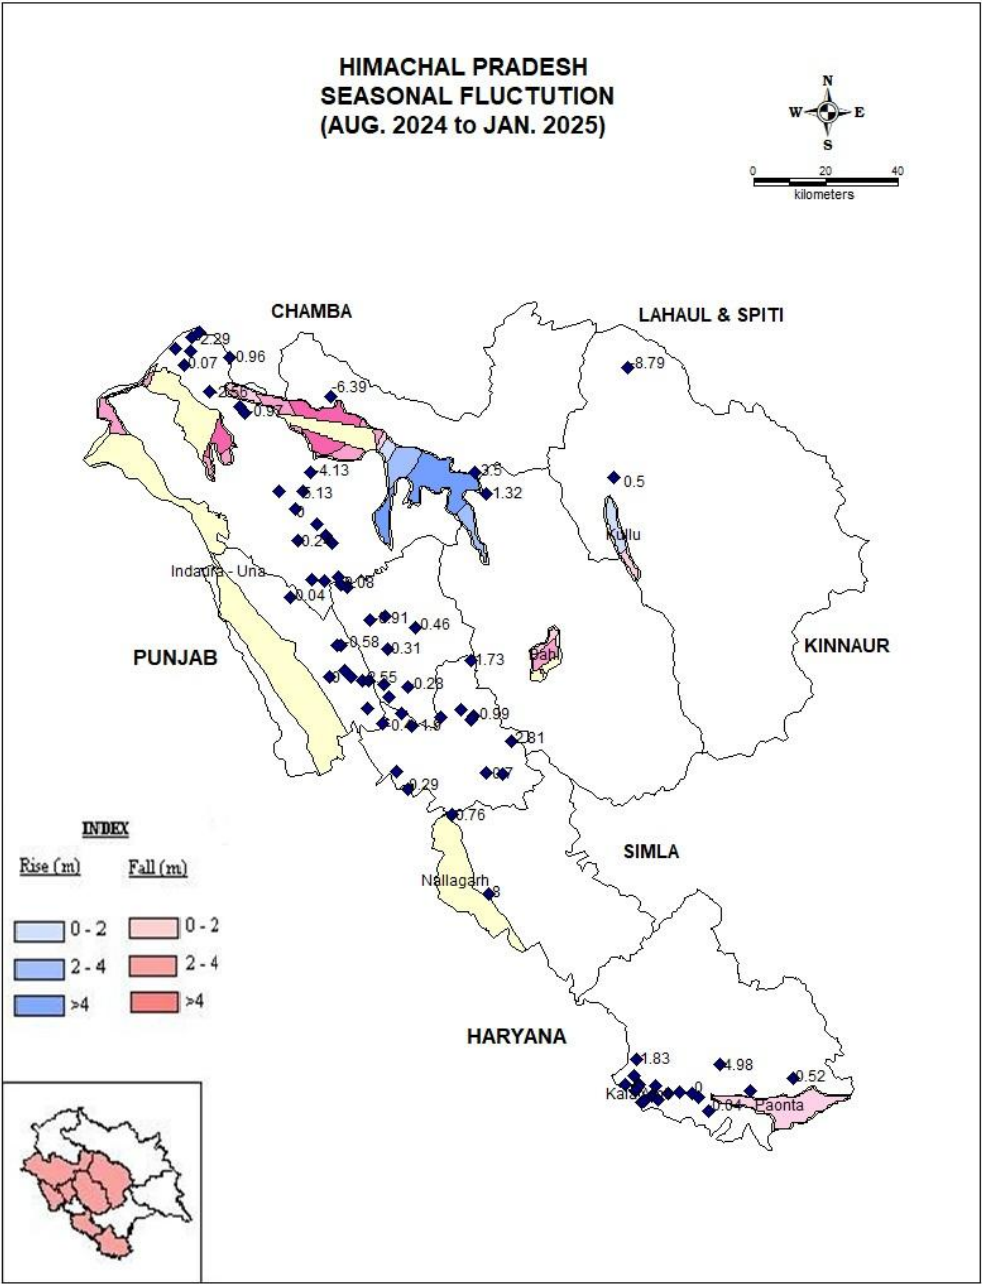 HIMACHAL PRADESH
SEASONAL FLUCTUTION
(AUG. 2024 to JAN. 2025)
N
W E
S
0 20 40
kilometers
CHAMBA
LAHAUL & SPITI
2.29
0.07
0.96
-8.79
-6.39
-0.97
-4.13
3.5
5.13
1.32
0.5
0
Kullu
Indaura - Una
0.04
0.46
-0.58
0.31
PUNJAB
KINNAUR
1.73
0.28
0.99
2.81
0.7
0.29
0.76
INDEX
Rise (m) Fall (m)
0 - 2 0 - 2
2 - 4 2 - 4
>4 >4
SIMLA
Nallagarh
8
HARYANA
1.83
4.98
0.52
0
0.04
Paonta